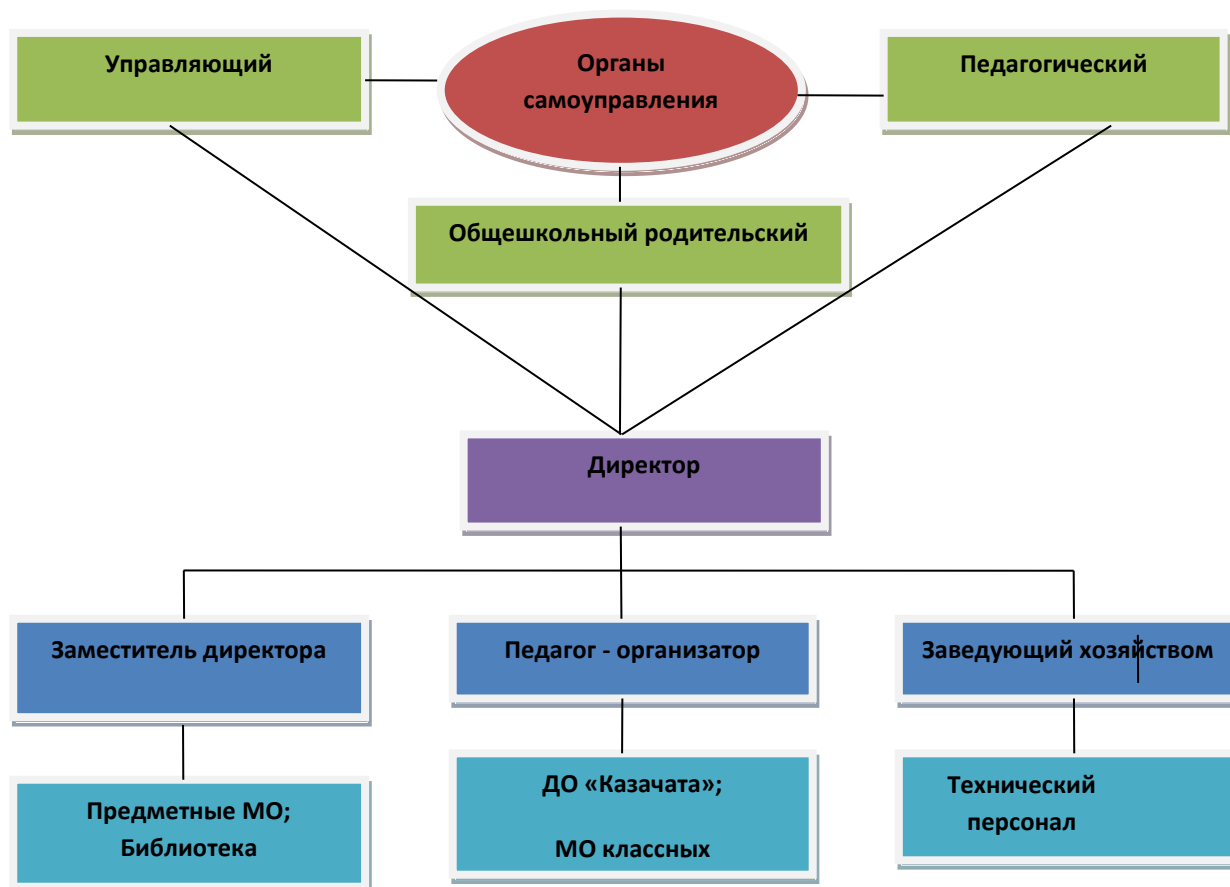 Управляющий
Органы
самоуправления
Педагогический
Общешкольный родительский
Директор
Заместитель директора
Педагог - организатор
Заведующий хозяйством
Предметные МО;
Библиотека
ДО «Казачата»;
МО классных
Технический
персонал